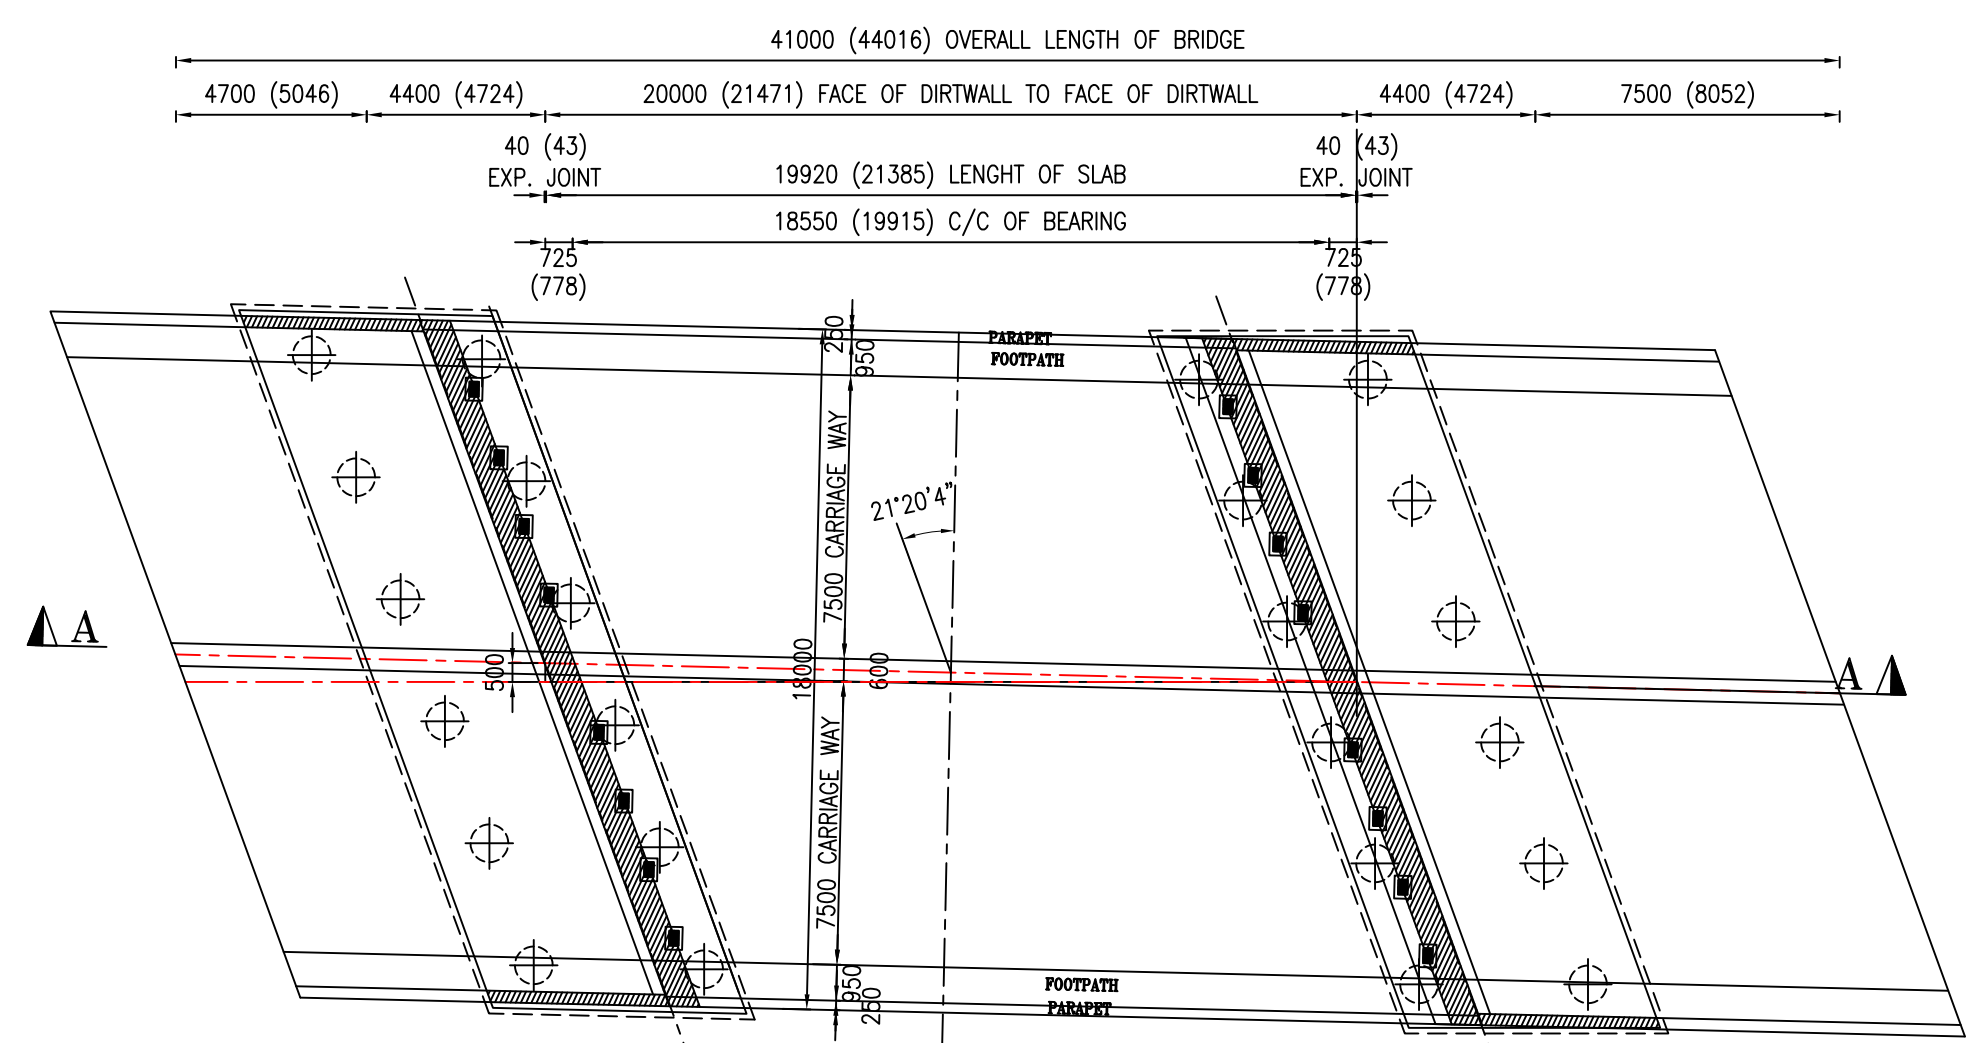 41000 (44016) OVERALL LENGTH OF BRIDGE
4700 (5046) 4400 (4724) 20000 (21471) FACE OF DIRTWALL TO FACE OF DIRTWALL 4400 (4724) 7500 (8052)
40 (43)
EXP. JOINT
19920 (21385) LENGHT OF SLAB
40 (43)
EXP. JOINT
18550 (19915) C/C OF BEARING
725
(778)
725
(778)
250
950
PARAPET
FOOTPATH
7500 CARRIAGE WAY
21°20'4"
A
500
18000
600
A
7500 CARRIAGE WAY
950
250
FOOTPATH
PARAPET